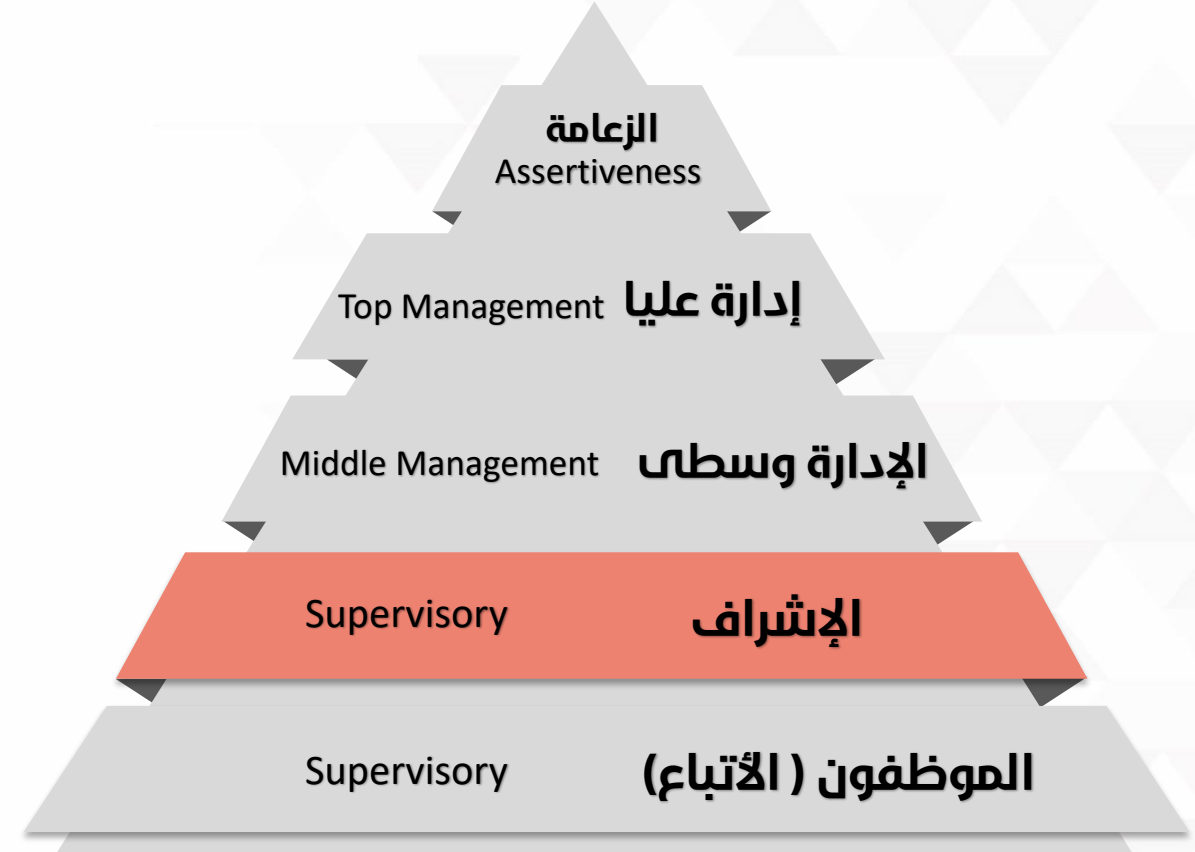 الزعامة
Assertiveness
Top Management إدارة عليا
Middle Management الإدارة وسطى
Supervisory الإشراف
Supervisory الموظفون ( الأتباع)